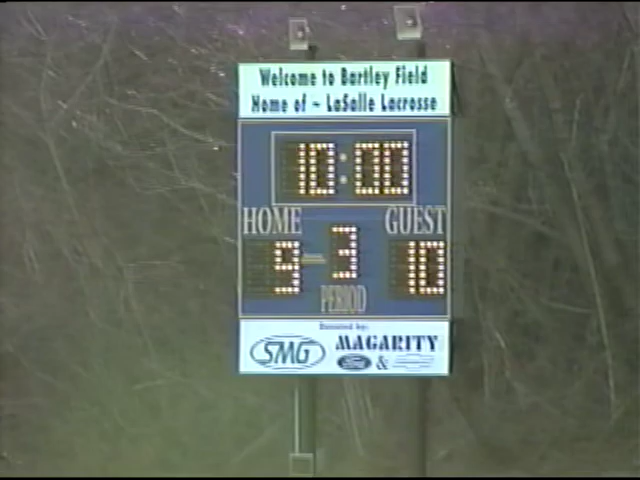 Welcome to Bartley Field
Home of ~ LaSalle Lacrosse
10:00
HOME GUEST
9 3 10
PERIOD
Donated by:
SMG MAGARITY
Ford &